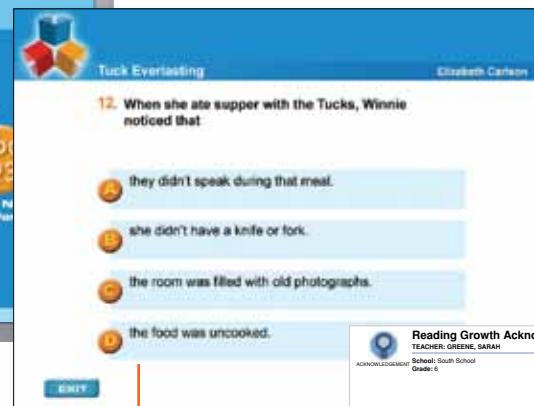 Tuck Everlasting
Elizabeth Carlson
12. When she ate supper with the Tucks, Winnie
noticed that
A
they didn't speak during that meal.
B
she didn't have a knife or fork.
C
the room was filled with old photographs.
D
the food was uncooked.
EXIT
Reading Growth Ackno
TEACHER: GREENE, SARAH
ACKNOWLEDGEMENT
School: South School
Grade: 6